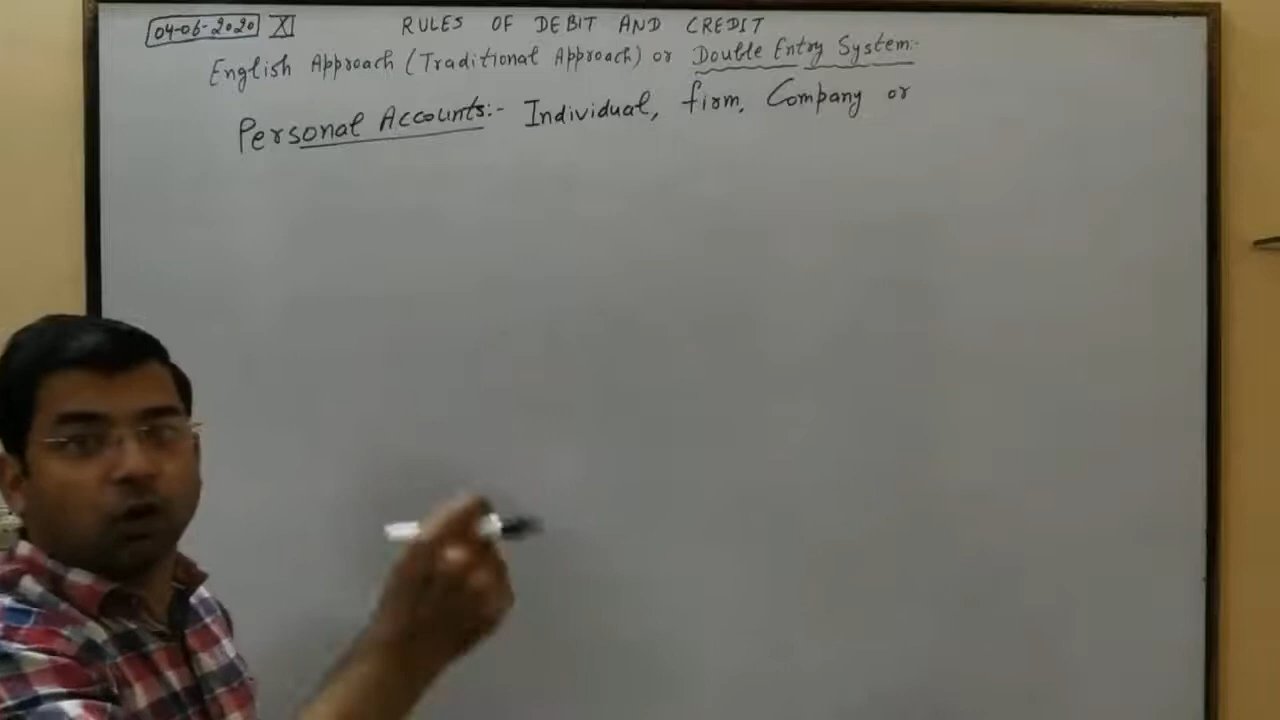 04-06-2020 XI RULES OF DEBIT AND CREDIT
English Approach (Traditional Approach) or Double Entry System:-
Personal Accounts:- Individual, firm, Company or